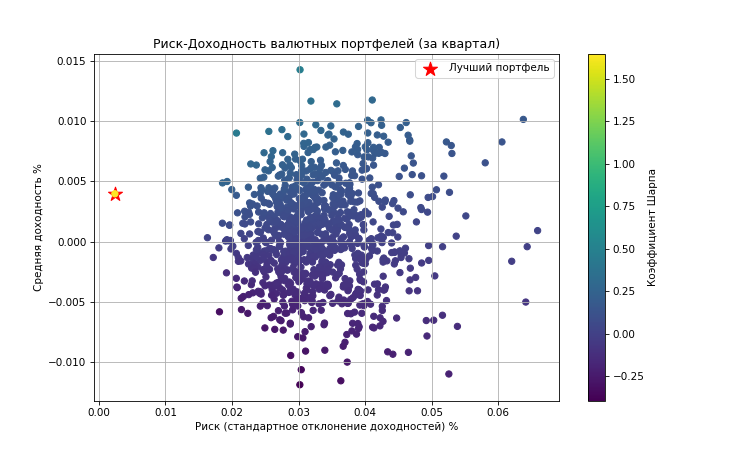 Риск-Доходность валютных портфелей (за квартал)
Лучший портфель
0.015
0.010
0.005
0.000
−0.005
−0.010
Средняя доходность %
0.00 0.01 0.02 0.03 0.04 0.05 0.06
Риск (стандартное отклонение доходностей) %
1.50
1.25
1.00
0.75
0.50
0.25
0.00
−0.25
Коэффициент Шарпа